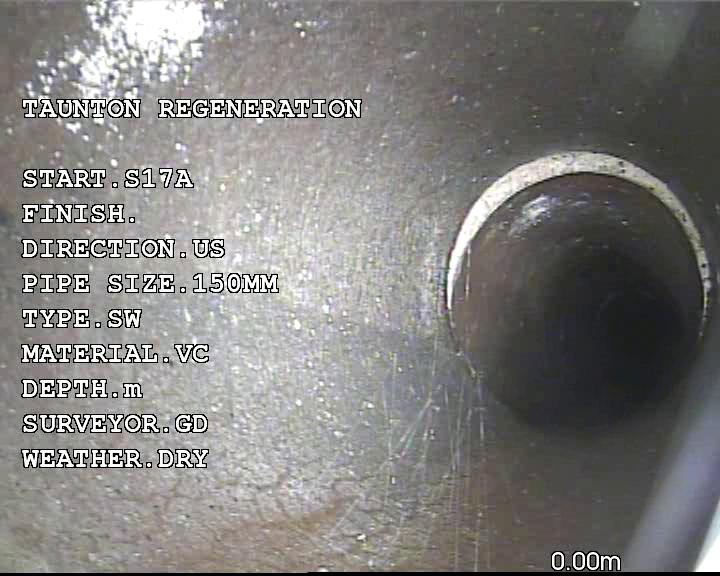 TAUNTON REGENERATION
START.S17A
FINISH.
DIRECTION.US
PIPE SIZE.150MM
TYPE.SW
MATERIAL.VC
DEPTH.m
SURVEYOR.GD
WEATHER.DRY
0.00m